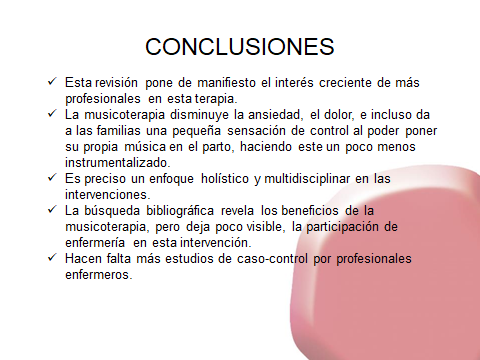 CONCLUSIONES
✓ Esta revisión pone de manifiesto el interés creciente de más
profesionales en esta terapia.
✓ La musicoterapia disminuye la ansiedad, el dolor, e incluso da
a las familias una pequeña sensación de control al poder poner
su propia música en el parto, haciendo este un poco menos
instrumentalizado.
✓ Es preciso un enfoque holístico y multidisciplinar en las
intervenciones.
✓ La búsqueda bibliográfica revela los beneficios de la
musicoterapia, pero deja poco visible, la participación de
enfermería en esta intervención.
✓ Hacen falta más estudios de caso-control por profesionales
enfermeros.